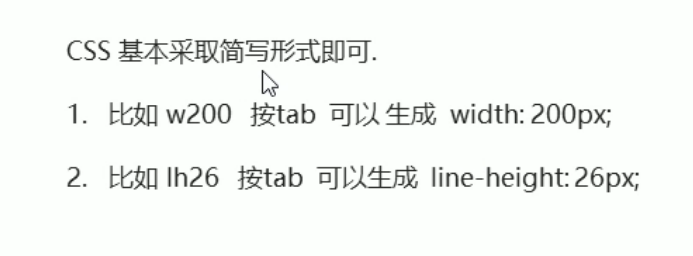 CSS 基本采取简写形式即可.
1. 比如 w200 按tab 可以 生成 width: 200px;
2. 比如 lh26 按tab 可以生成 line-height: 26px;